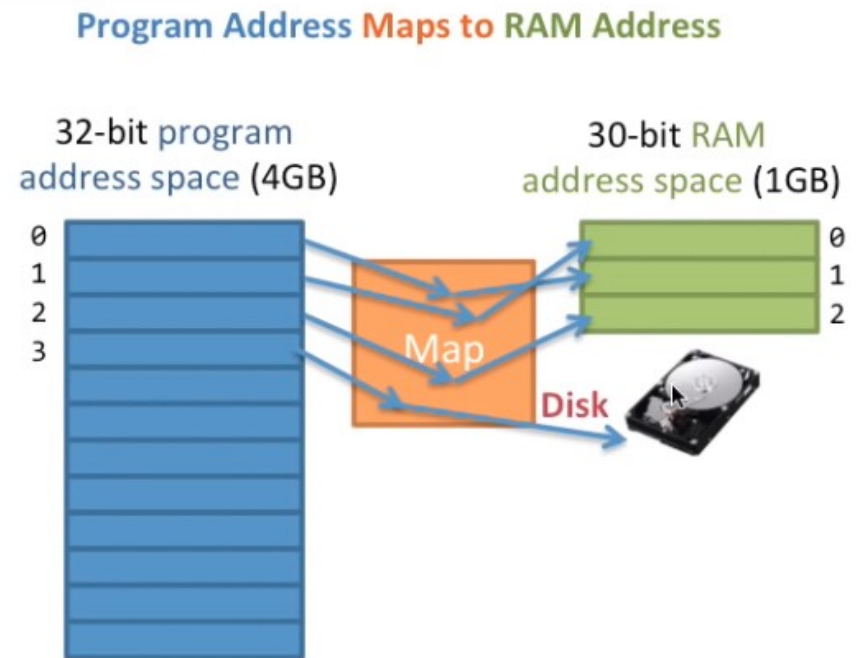 Program Address Maps to RAM Address
32-bit program
address space (4GB)
30-bit RAM
address space (1GB)
0
1
2
3
Map
0
1
2
Disk